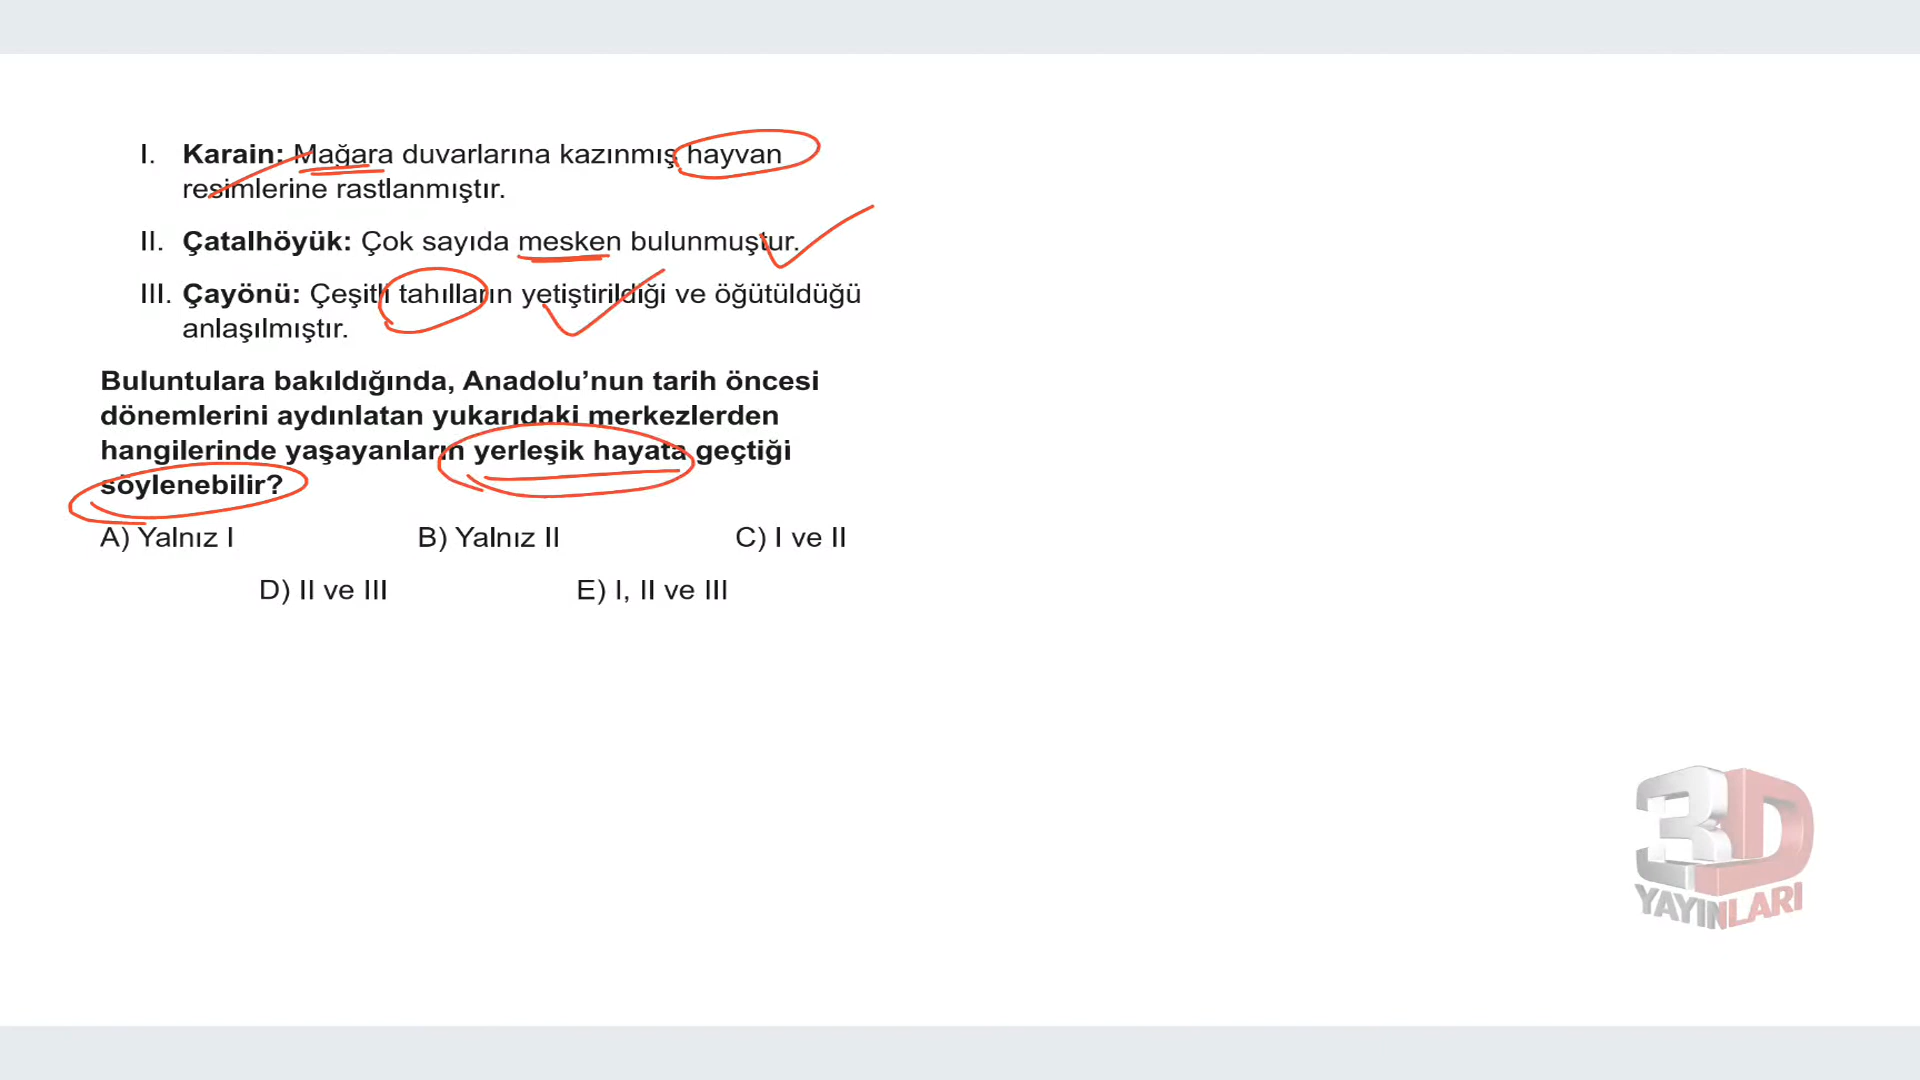 I. Karain: Mağara duvarlarına kazınmış hayvan
resimlerine rastlanmıştır.
II. Çatalhöyük: Çok sayıda mesken bulunmuştur.
III. Çayönü: Çeşitli tahılların yetiştirildiği ve öğütüldüğü
anlaşılmıştır.
Buluntulara bakıldığında, Anadolu’nun tarih öncesi
dönemlerini aydınlatan yukarıdaki merkezlerden
hangilerinde yaşayanların yerleşik hayata geçtiği
söylenebilir?
A) Yalnız I B) Yalnız II C) I ve II
D) II ve III E) I, II ve III
3D
YAYINLARI